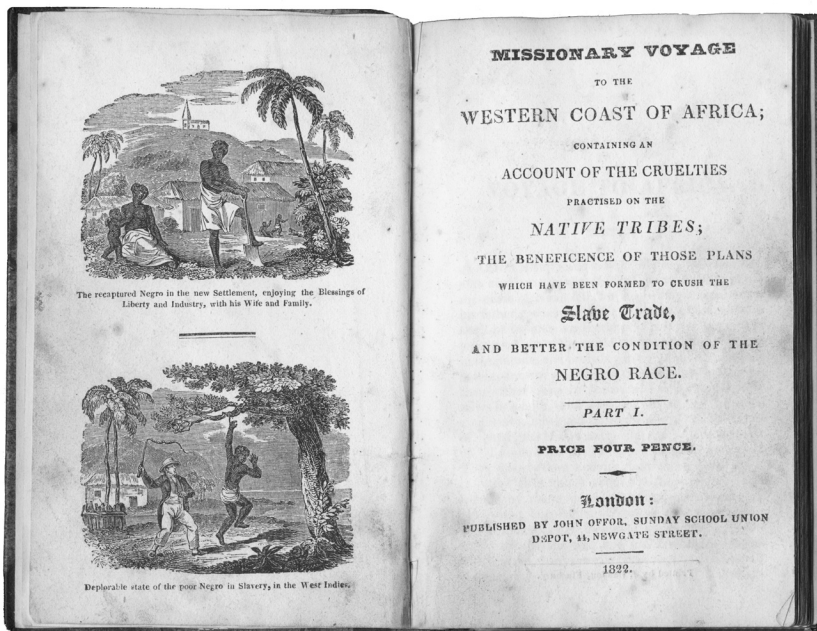 The recaptured Negro in the new Settlement, enjoying the Blessings of
Liberty and Industry, with his Wife and Family.
Deplorable state of the poor Negro in Slavery, in the West Indies.
MISSIONARY VOYAGE
TO THE
WESTERN COAST OF AFRICA;
CONTAINING AN
ACCOUNT OF THE CRUELTIES
PRACTISED ON THE
NATIVE TRIBES;
THE BENEFICENCE OF THOSE PLANS
WHICH HAVE BEEN FORMED TO CRUSH THE
Slave Trade,
AND BETTER THE CONDITION OF THE
NEGRO RACE.
PART I.
PRICE FOUR PENCE.
London:
PUBLISHED BY JOHN OFFOR, SUNDAY SCHOOL UNION
DEPOT, 44, NEWGATE STREET.
1822.